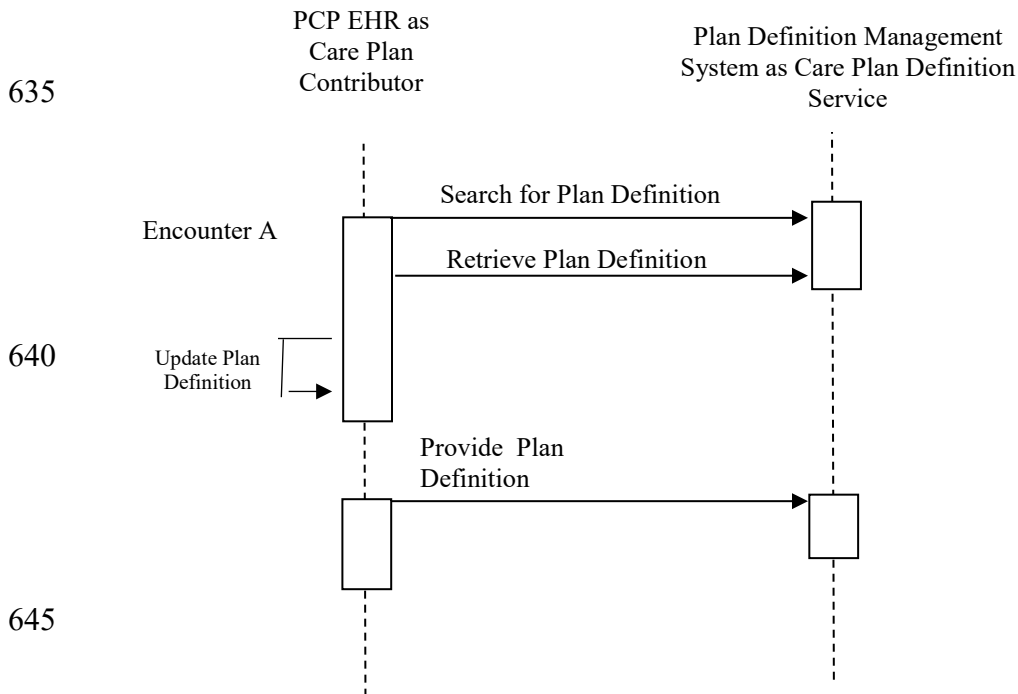 PCP EHR as
Care Plan
Contributor
Plan Definition Management
System as Care Plan Definition
Service
635
Search for Plan Definition
Encounter A
Retrieve Plan Definition
640
Update Plan
Definition
Provide Plan
Definition
645